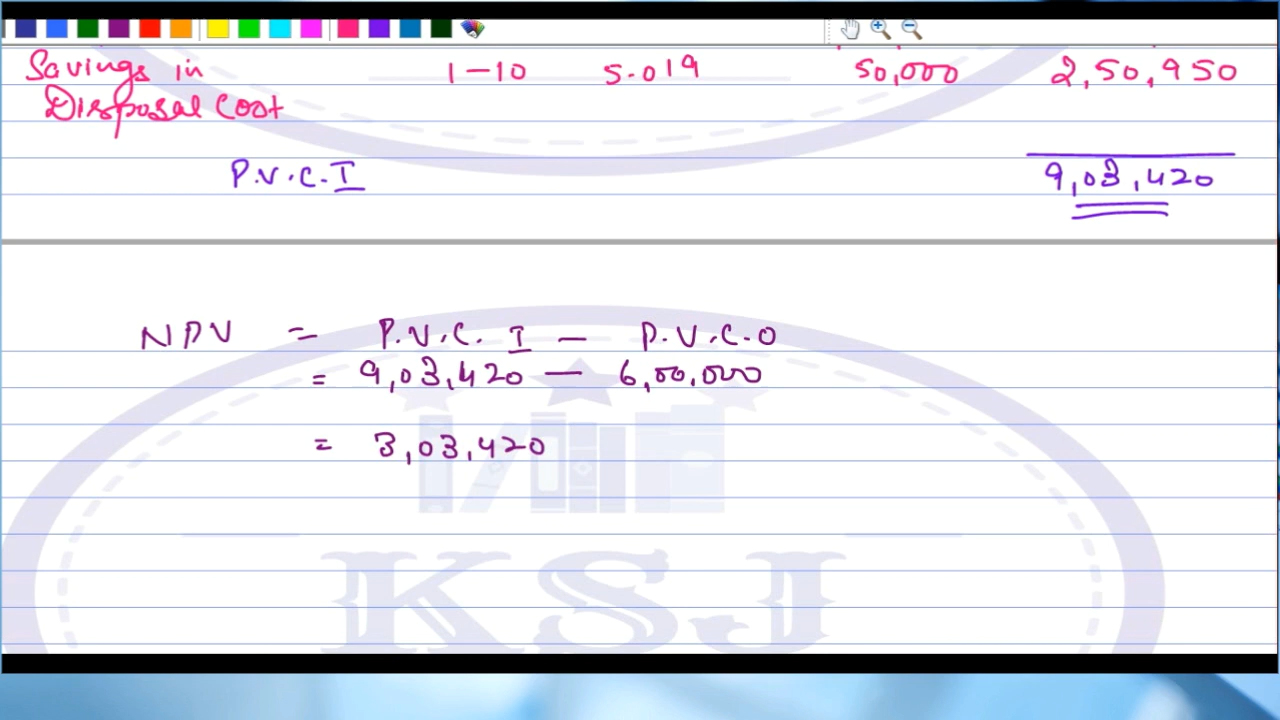 Savings in 1-10 5.019 50,000 2,50,950
Disposal Cost
P.V.C.I 9,03,420
NPV = P.V.C.I - P.V.C.O
= 9,03,420 - 6,00,000
= 3,03,420
KSJ